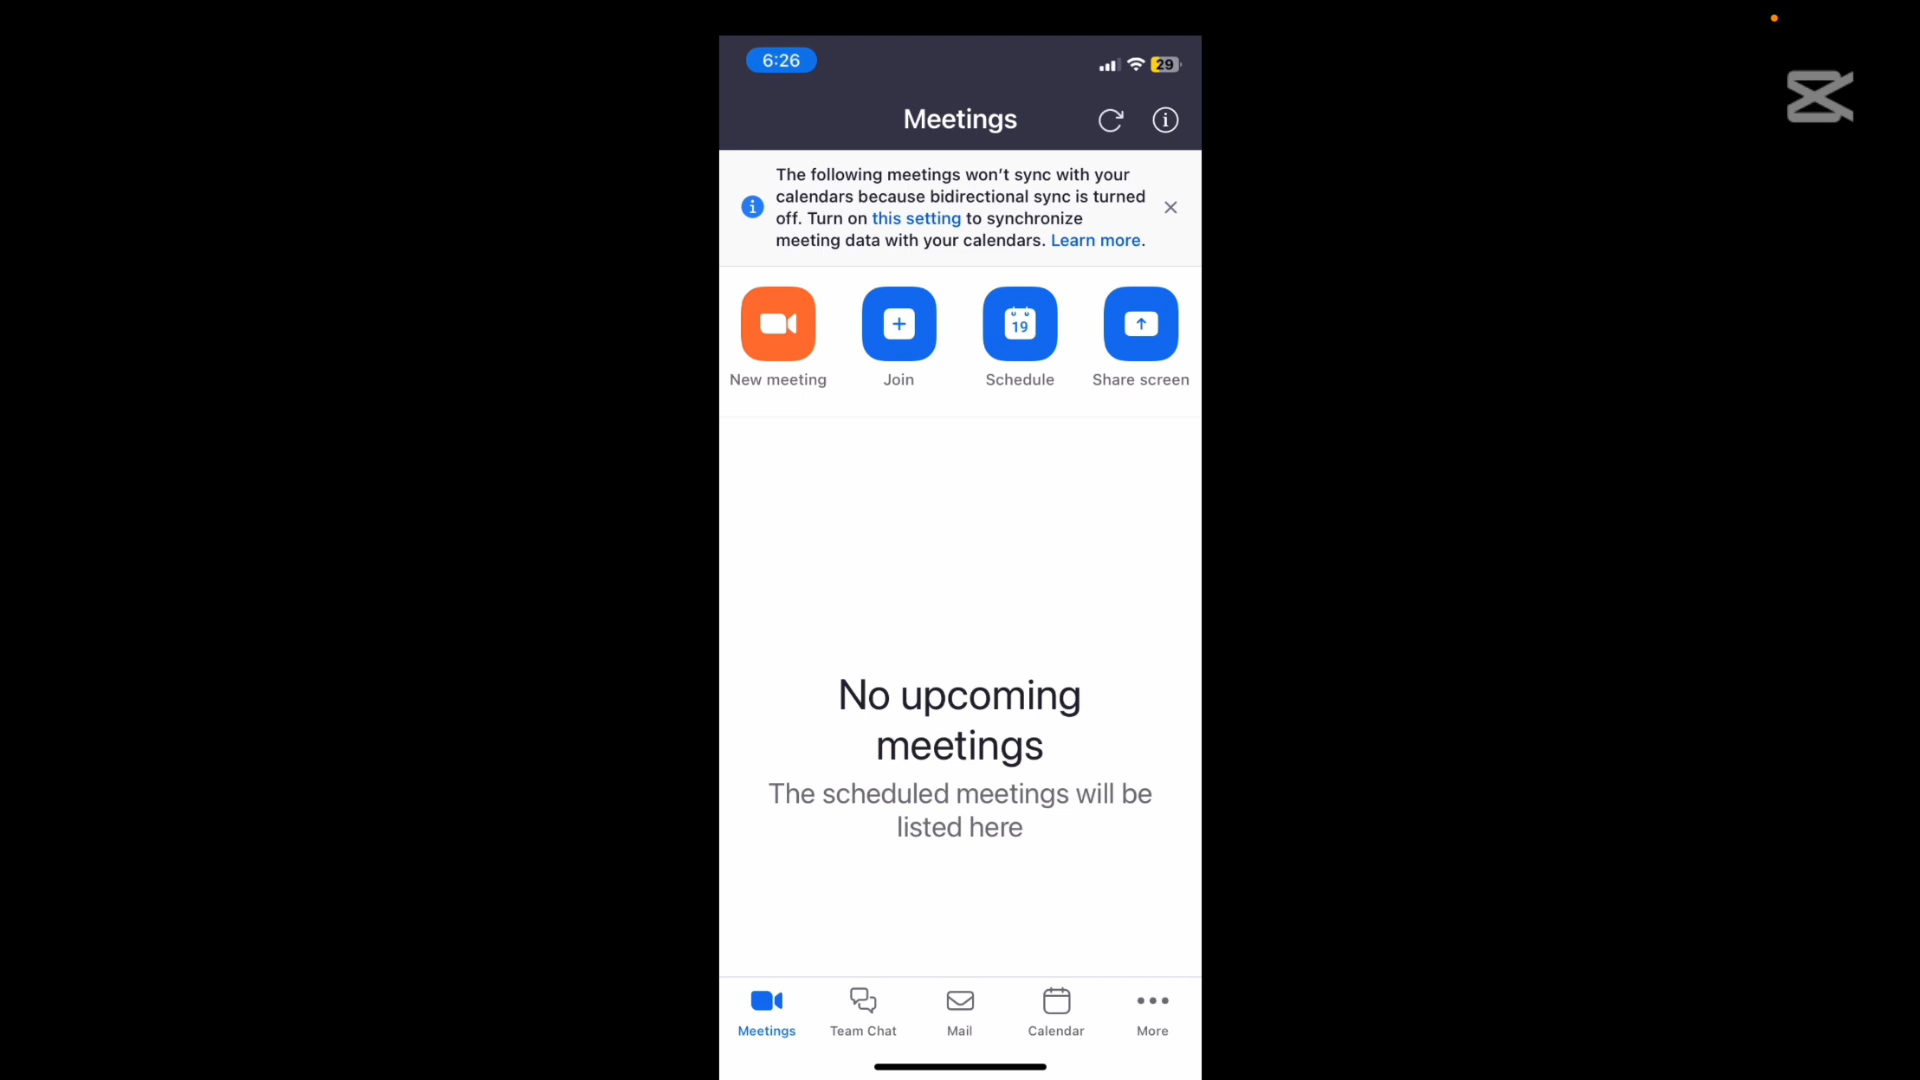 6:26
29
Meetings
The following meetings won’t sync with your
calendars because bidirectional sync is turned
off. Turn on this setting to synchronize
meeting data with your calendars. Learn more.
19
New meeting
Join
Schedule
Share screen
No upcoming
meetings
The scheduled meetings will be
listed here
Meetings
Team Chat
Mail
Calendar
More